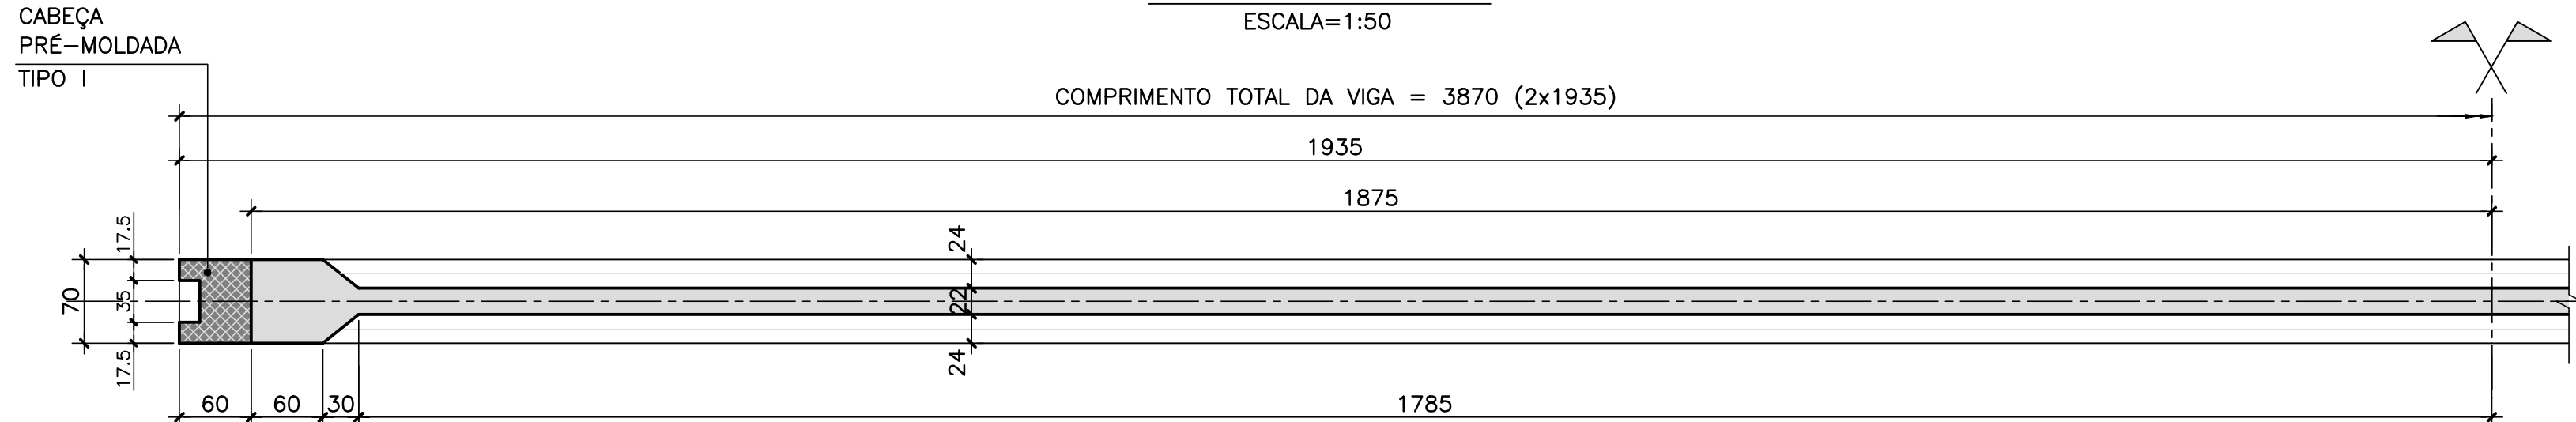 CABEÇA
PRÉ-MOLDADA
TIPO I
ESCALA=1:50
COMPRIMENTO TOTAL DA VIGA = 3870 (2x1935)
1935
1875
17.5
24
70
35
22
17.5
24
60 60 30 1785